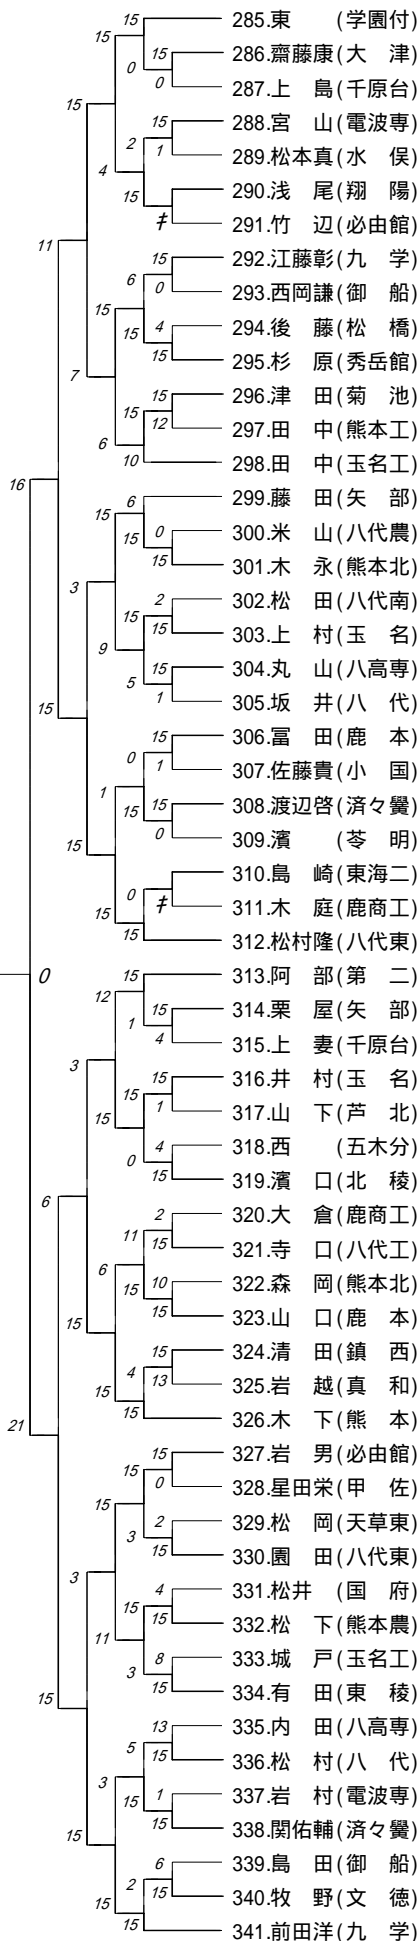 285.東　　(学園付)
286.齋藤康(大　津)
287.上　島(千原台)
288.宮　山(電波専)
289.松本真(水　俣)
290.浅　尾(翔　陽)
291.竹　辺(必由館)
292.江藤彰(九　学)
293.西岡謙(御　船)
294.後　藤(松　橋)
295.杉　原(秀岳館)
296.津　田(菊　池)
297.田　中(熊本工)
298.田　中(玉名工)
299.藤　田(矢　部)
300.米　山(八代農)
301.木　永(熊本北)
302.松　田(八代南)
303.上　村(玉　名)
304.丸　山(八高専)
305.坂　井(八　代)
306.冨　田(鹿　本)
307.佐藤貴(小　国)
308.渡辺啓(済々黌)
309.濱　　(苓　明)
310.島　崎(東海二)
311.木　庭(鹿商工)
312.松村隆(八代東)
313.阿　部(第　二)
314.栗　屋(矢　部)
315.上　妻(千原台)
316.井　村(玉　名)
317.山　下(芦　北)
318.西　　(五木分)
319.濱　口(北　稜)
320.大　倉(鹿商工)
321.寺　口(八代工)
322.森　岡(熊本北)
323.山　口(鹿　本)
324.清　田(鎮　西)
325.岩　越(真　和)
326.木　下(熊　本)
327.岩　男(必由館)
328.星田栄(甲　佐)
329.松　岡(天草東)
330.園　田(八代東)
331.松井　(国　府)
332.松　下(熊本農)
333.城　戸(玉名工)
334.有　田(東　稜)
335.内　田(八高専)
336.松　村(八　代)
337.岩　村(電波専)
338.関佑輔(済々黌)
339.島　田(御　船)
340.牧　野(文　徳)
341.前田洋(九　学)